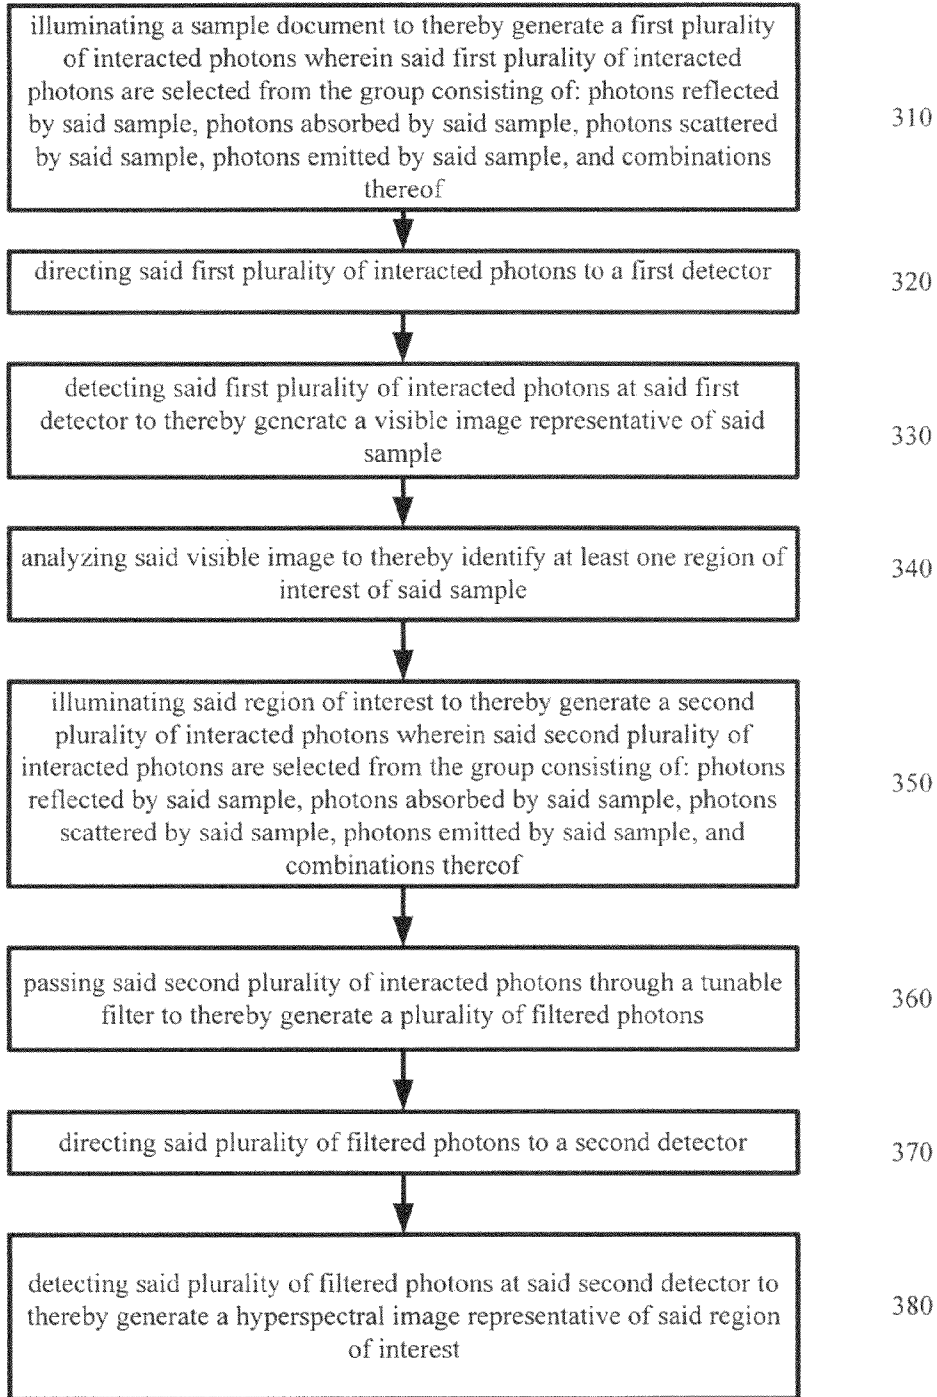 illuminating a sample document to thereby generate a first plurality
of interacted photons wherein said first plurality of interacted
photons are selected from the group consisting of: photons reflected
by said sample, photons absorbed by said sample, photons scattered
by said sample, photons emitted by said sample, and combinations
thereof
310
directing said first plurality of interacted photons to a first detector
320
detecting said first plurality of interacted photons at said first
detector to thereby generate a visible image representative of said
sample
330
analyzing said visible image to thereby identify at least one region of
interest of said sample
340
illuminating said region of interest to thereby generate a second
plurality of interacted photons wherein said second plurality of
interacted photons are selected from the group consisting of: photons
reflected by said sample, photons absorbed by said sample, photons
scattered by said sample, photons emitted by said sample, and
combinations thereof
350
passing said second plurality of interacted photons through a tunable
filter to thereby generate a plurality of filtered photons
360
directing said plurality of filtered photons to a second detector
370
detecting said plurality of filtered photons at said second detector to
thereby generate a hyperspectral image representative of said region
of interest
380